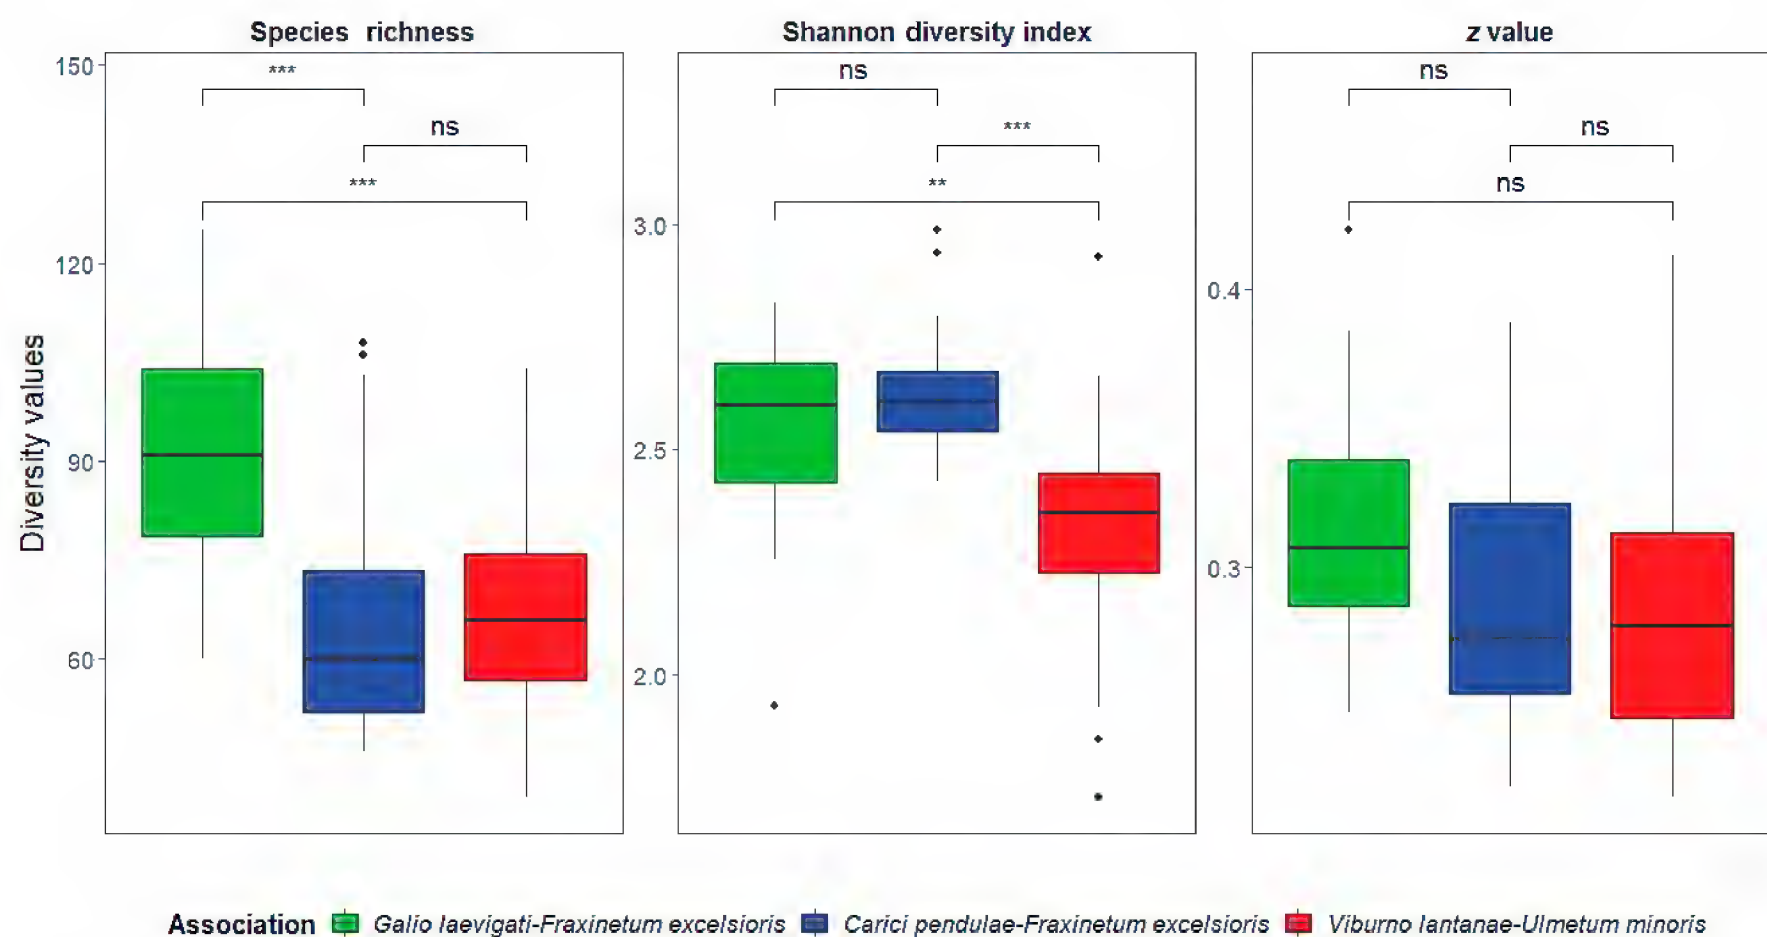 Species richness
Shannon diversity index
z value
Diversity values
150
120
90
60
***
ns
***
3.0
2.5
2.0
ns
***
**
0.4
0.3
ns
ns
ns
Association Galio laevigati-Fraxinetum excelsioris Carici pendulae-Fraxinetum excelsioris Viburno lantanae-Ulmetum minoris